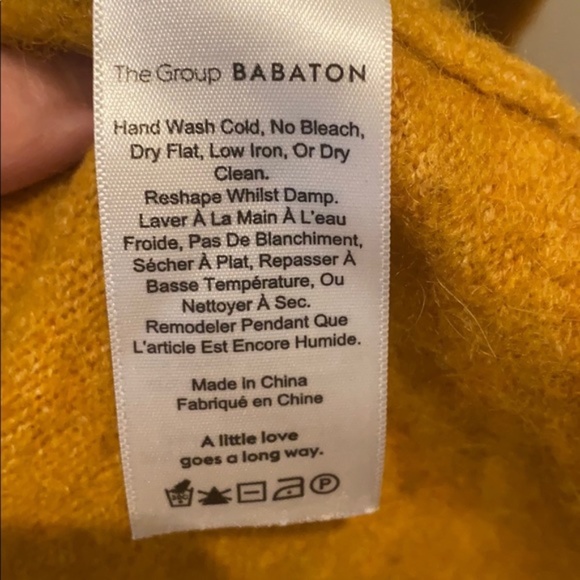 The Group BABATON
Hand Wash Cold, No Bleach,
Dry Flat, Low Iron, Or Dry
Clean.
Reshape Whilst Damp.
Laver À La Main À L'eau
Froide, Pas De Blanchiment,
Sécher À Plat, Repasser À
Basse Température, Ou
Nettoyer À Sec.
Remodeler Pendant Que
L'article Est Encore Humide.
Made in China
Fabriqué en Chine
A little love
goes a long way.
P